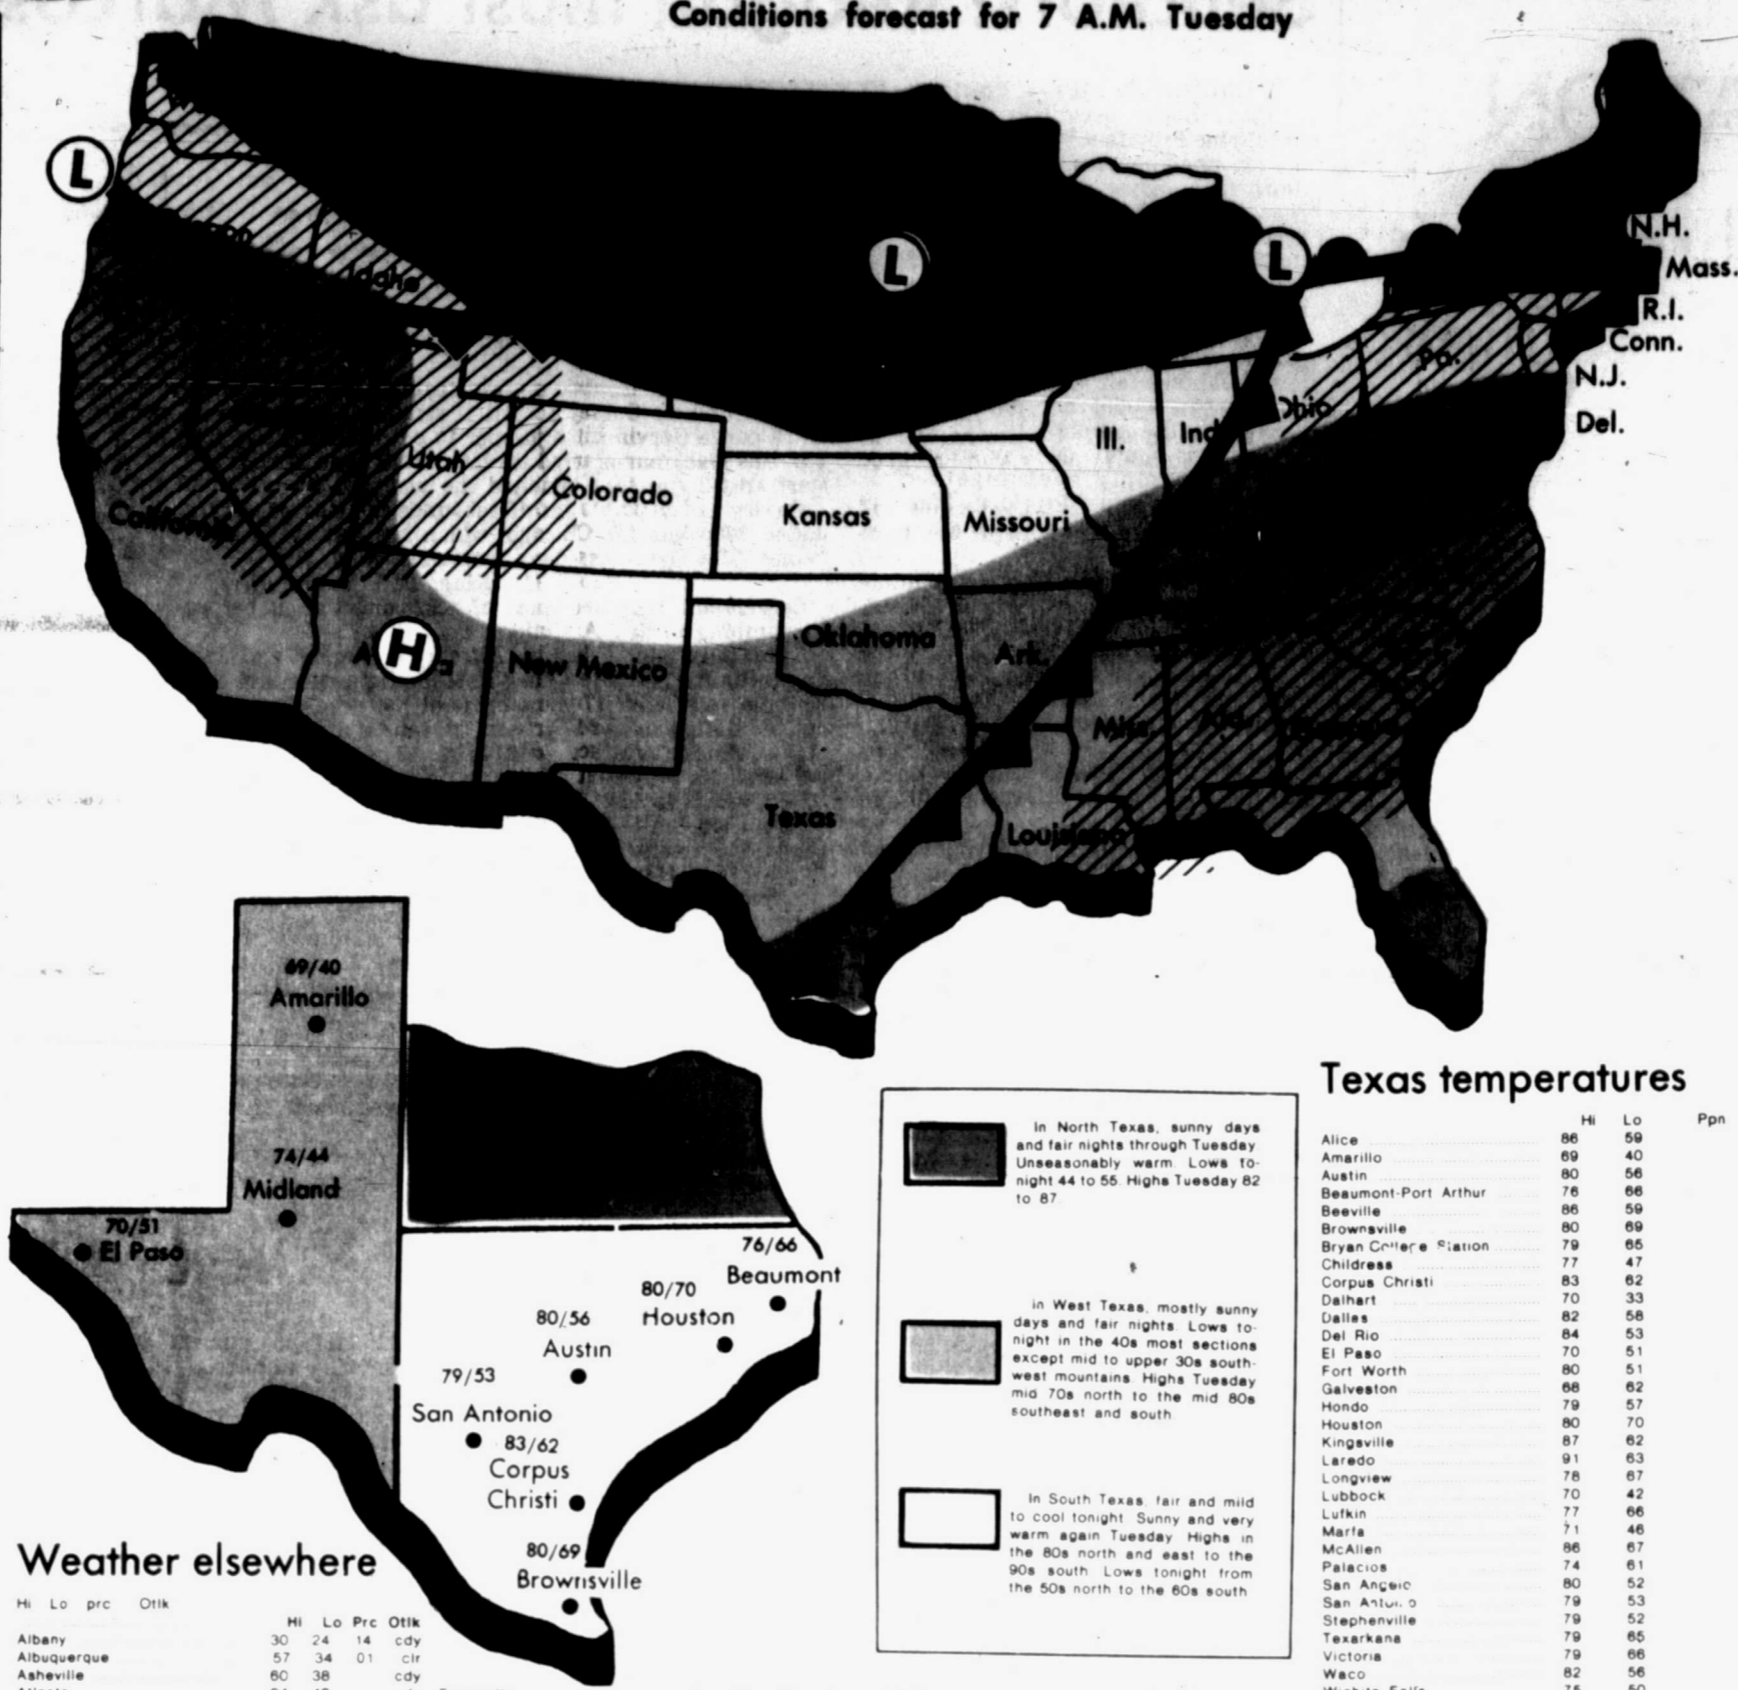 Conditions forecast for 7 A.M. Tuesday
L
L
L
N.H.
Mass.
R.I.
Conn.
N.J.
Del.
Idaho
Pa.
Ohio
Ill.
Ind
Utah
Colorado
Kansas
Missouri
California
H
New Mexico
Oklahoma
Ark.
Miss.
Texas
Louisiana
69/40
Amarillo
74/44
Midland
70/51
El Paso
76/66
Beaumont
80/70
Houston
80/56
Austin
79/53
San Antonio
83/62
Corpus
Christi
80/69
Brownsville
In North Texas, sunny days
and fair nights through Tuesday
Unseasonably warm. Lows to-
night 44 to 55. Highs Tuesday 82
to 87.
in West Texas, mostly sunny
days and fair nights. Lows to-
night in the 40s most sections
except mid to upper 30s south-
west mountains. Highs Tuesday
mid 70s north to the mid 80s
southeast and south
In South Texas, fair and mild
to cool tonight. Sunny and very
warm again Tuesday. Highs in
the 80s north and east to the
90s south. Lows tonight from
the 50s north to the 60s south
Texas temperatures
Hi Lo Ppn
Alice 86 59
Amarillo 69 40
Austin 80 56
Beaumont-Port Arthur 76 66
Beeville 86 59
Brownsville 80 69
Bryan College Station 79 65
Childress 77 47
Corpus Christi 83 62
Dalhart 70 33
Dalles 82 58
Del Rio 84 53
El Paso 70 51
Fort Worth 80 51
Galveston 68 62
Hondo 79 57
Houston 80 70
Kingsville 87 62
Laredo 91 63
Longview 78 67
Lubbock 70 42
Lufkin 77 66
Marfa 71 46
McAllen 86 67
Palacios 74 61
San Angelo 80 52
San Antonio 79 53
Stephenville 79 52
Texarkana 79 65
Victoria 79 66
Waco 82 56
Weather elsewhere
Hi Lo prc Otlk
Hi Lo Prc Otlk
Albany 30 24 14 cdy
Albuquerque 57 34 01 clr
Asheville 60 38 cdy